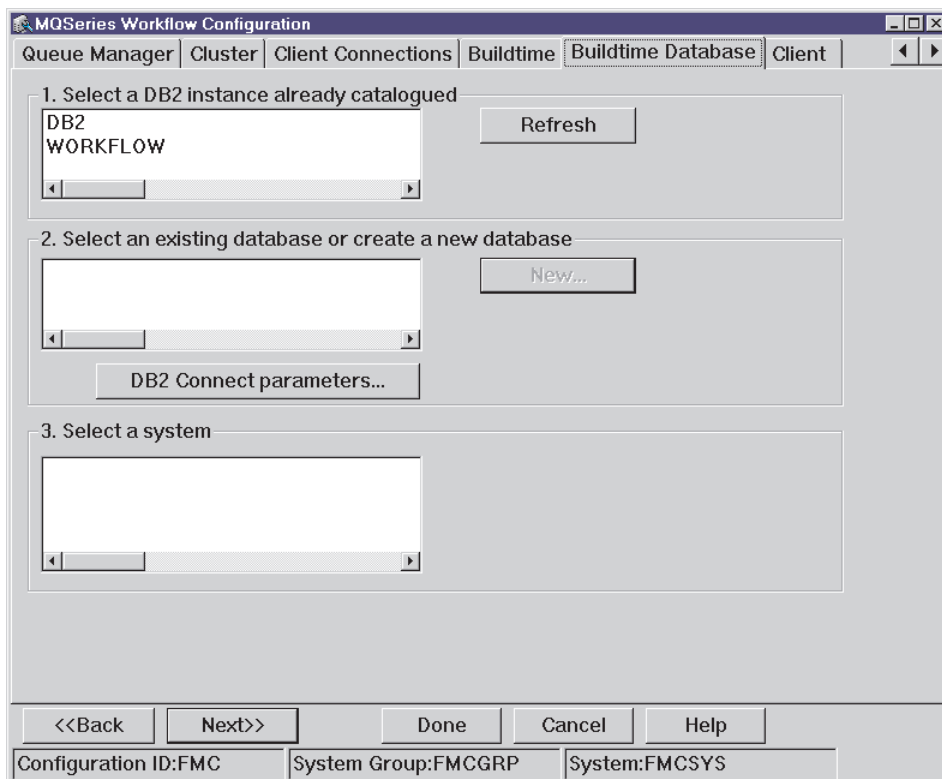 MQSeries Workflow Configuration
Queue Manager Cluster Client Connections Buildtime Buildtime Database Client
1. Select a DB2 instance already catalogued
DB2
WORKFLOW
Refresh
2. Select an existing database or create a new database
New...
DB2 Connect parameters...
3. Select a system
<<Back Next>> Done Cancel Help
Configuration ID:FMC System Group:FMCGRP System:FMCSYS